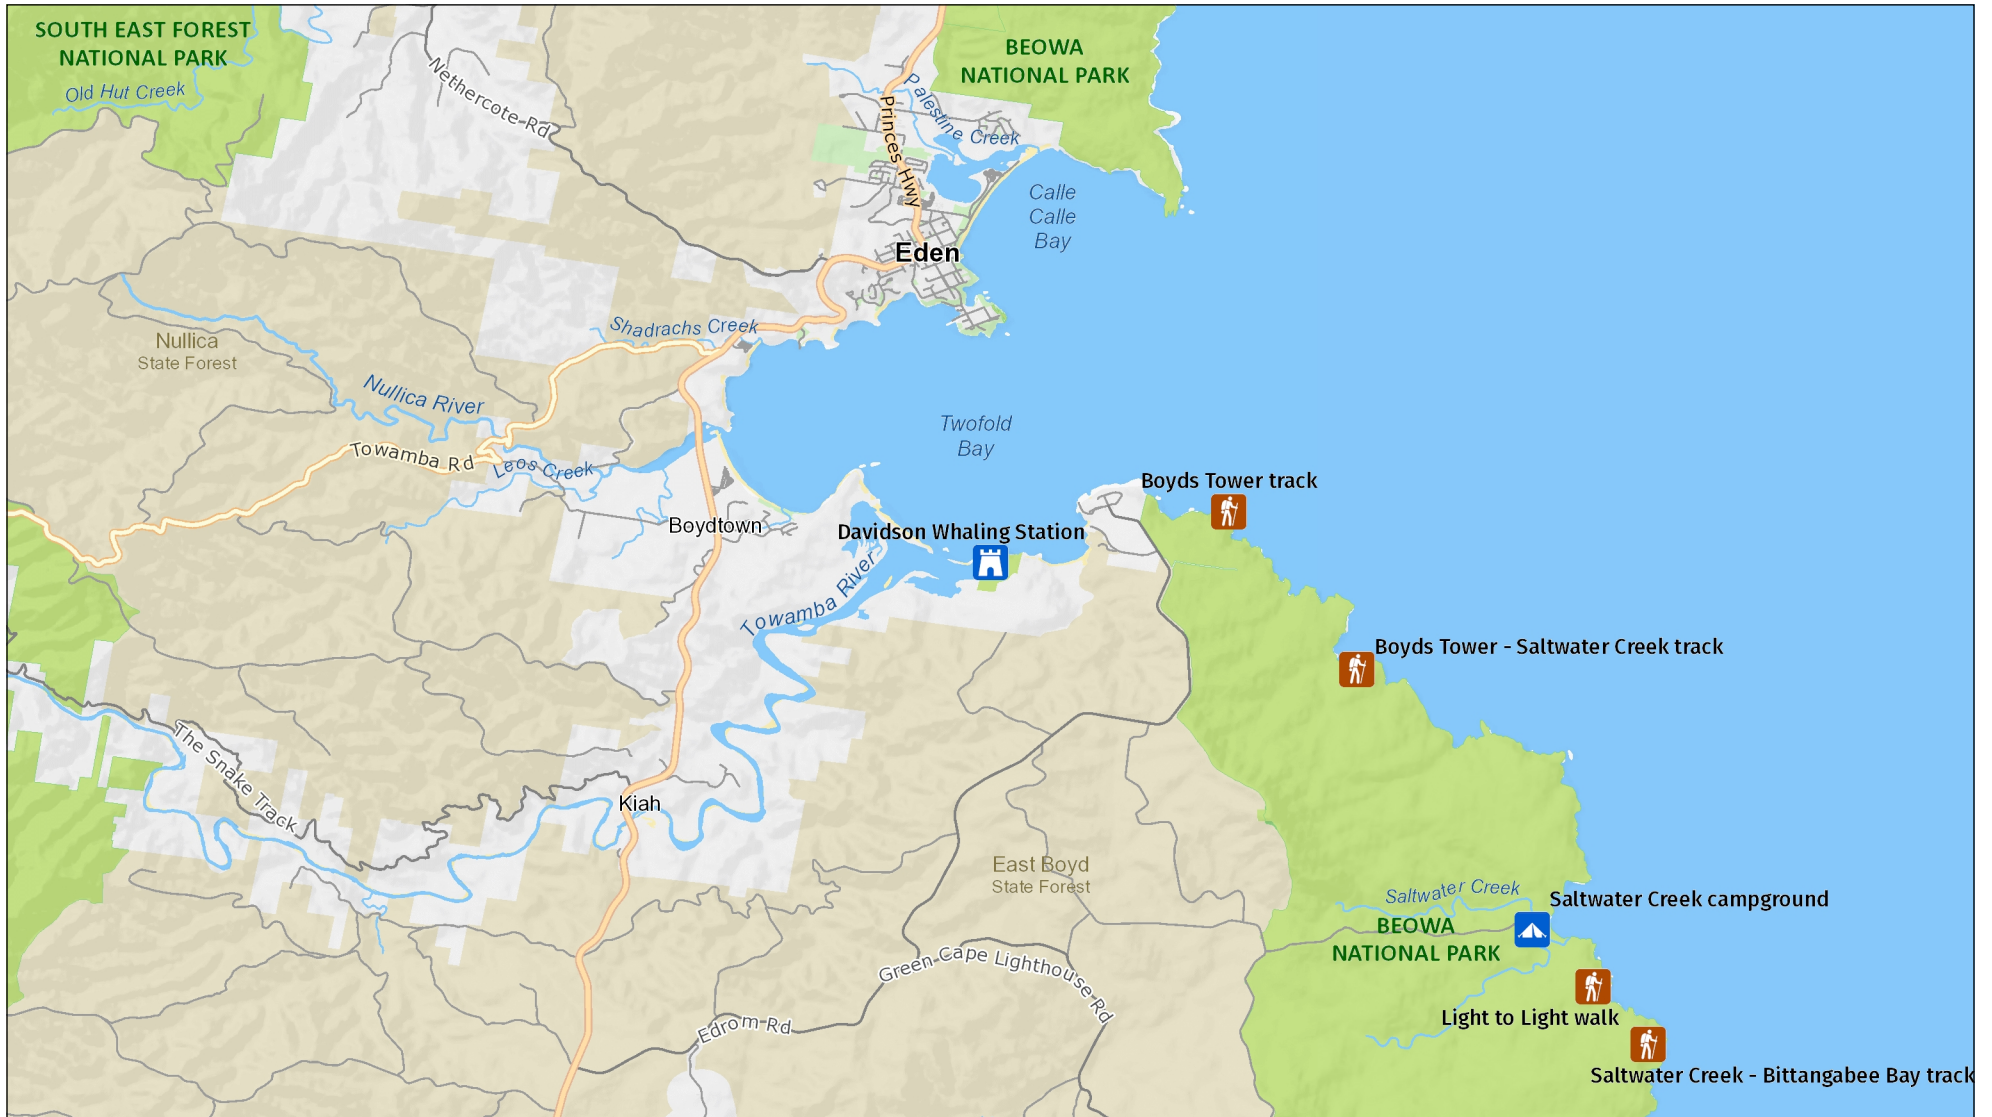 SOUTH EAST FOREST
NATIONAL PARK
Old Hut Creek
Nethercote Rd
BEOWA
NATIONAL PARK
Palestine Creek
Princes Hwy
Calle
Calle
Bay
Eden
Shadrachs Creek
Nullica
State Forest
Nullica River
Towamba Rd
Leos Creek
Twofold
Bay
Boydtown
Boyds Tower track
Davidson Whaling Station
Towamba River
Boyds Tower - Saltwater Creek track
The Snake Track
Kiah
East Boyd
State Forest
Saltwater Creek
Saltwater Creek campground
BEOWA
NATIONAL PARK
Green Cape Lighthouse Rd
Edrom Rd
Light to Light walk
Saltwater Creek - Bittangabee Bay track